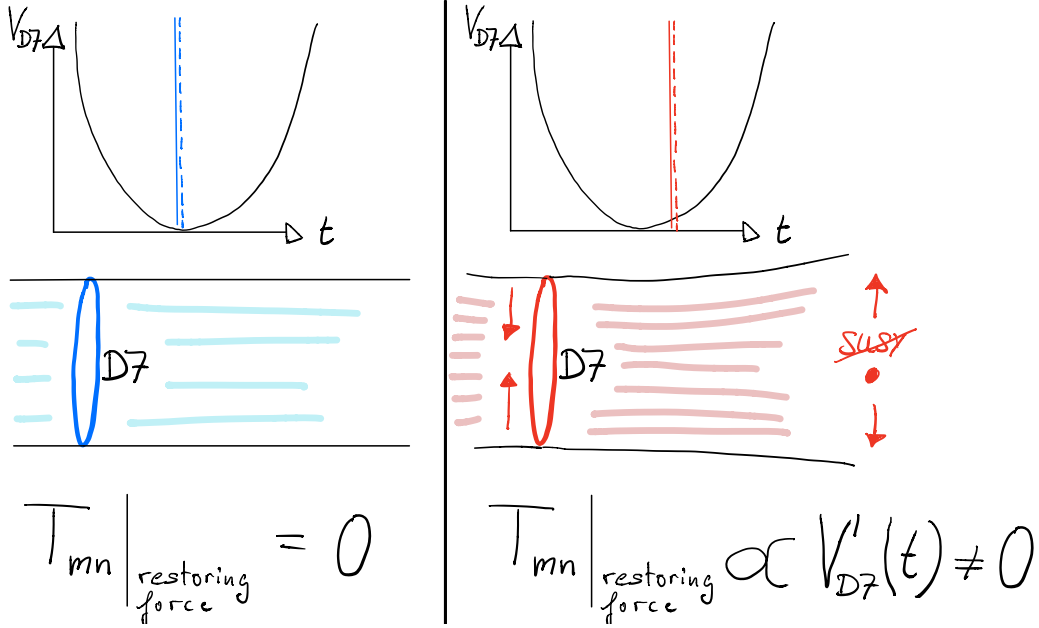 V_D7
t
D7
T_mn | restoring force = 0
V_D7
t
D7
SUSY
T_mn | restoring force ∝ V'_D7(t) ≠ 0